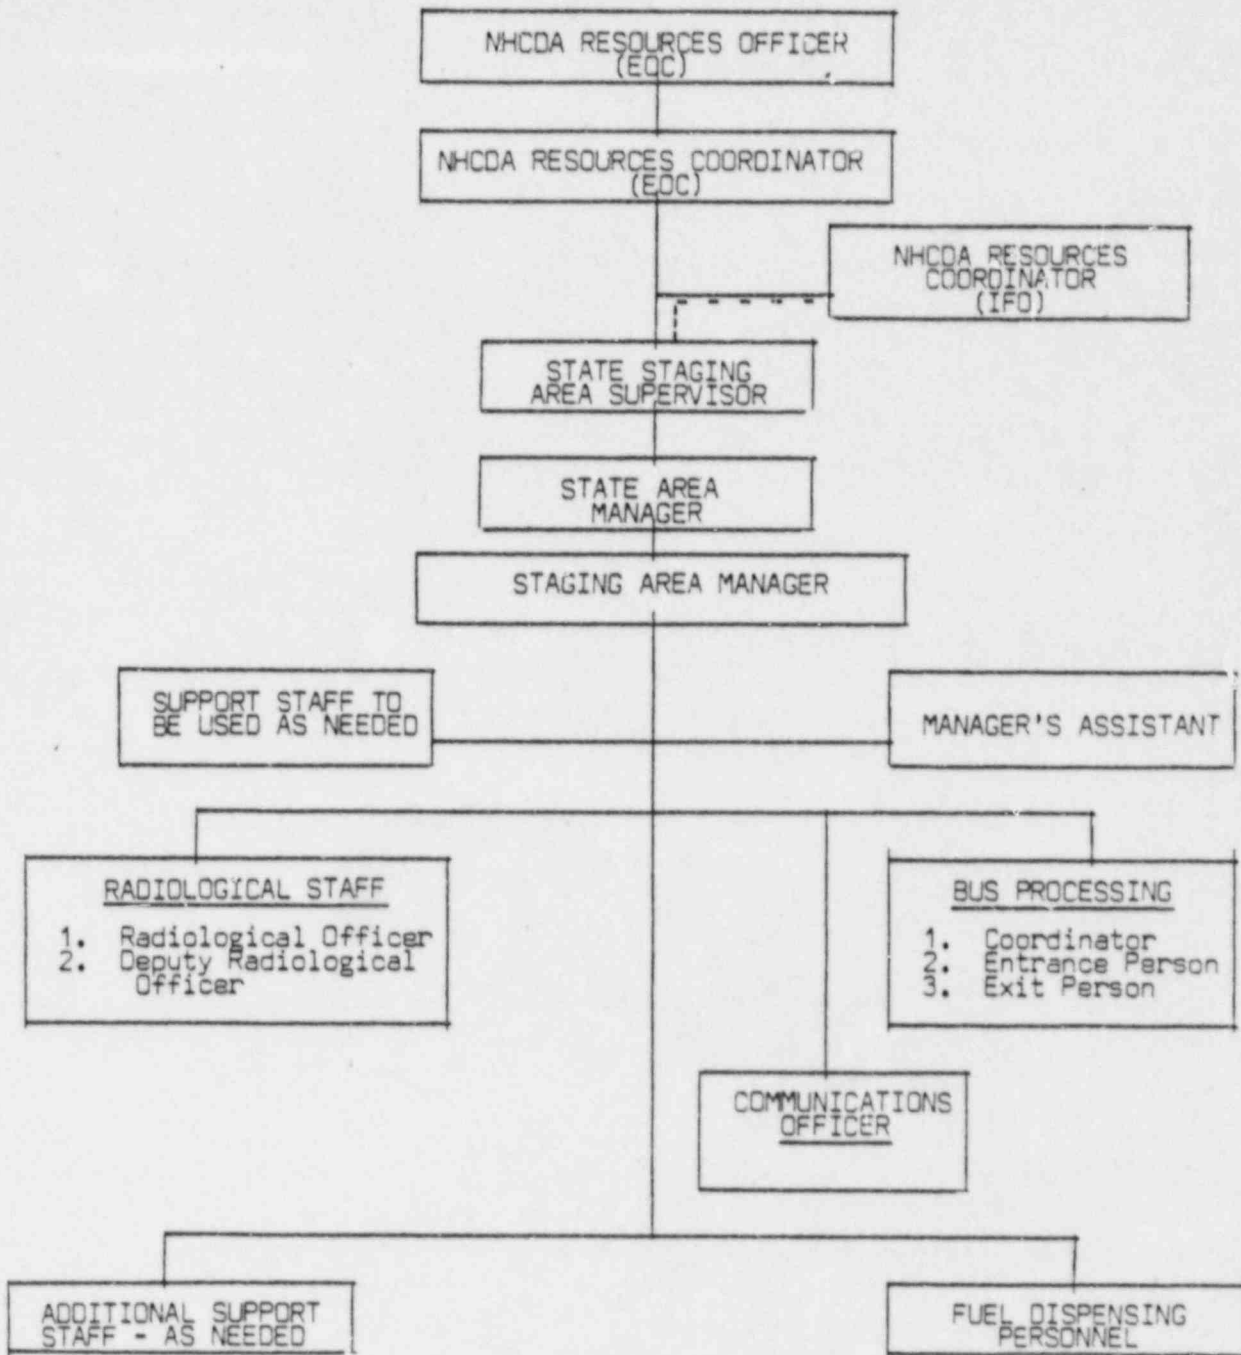 NHCDA RESOURCES OFFICER
(EOC)
NHCDA RESOURCES COORDINATOR
(EOC)
NHCDA RESOURCES
COORDINATOR
(IFO)
STATE STAGING
AREA SUPERVISOR
STATE AREA
MANAGER
STAGING AREA MANAGER
SUPPORT STAFF TO
BE USED AS NEEDED
MANAGER'S ASSISTANT
RADIOLOGICAL STAFF
1. Radiological Officer
2. Deputy Radiological
Officer
BUS PROCESSING
1. Coordinator
2. Entrance Person
3. Exit Person
COMMUNICATIONS
OFFICER
ADDITIONAL SUPPORT
STAFF - AS NEEDED
FUEL DISPENSING
PERSONNEL